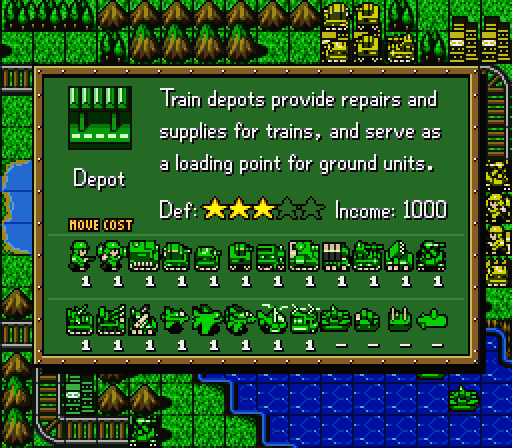 Train depots provide repairs and
supplies for trains, and serve as
a loading point for ground units.
Depot
Def: Income: 1000
MOVE COST
1 1 1 1 1 1 1 1 1 1 1 1
1 1 1 1 1 1 1 1 – – – –